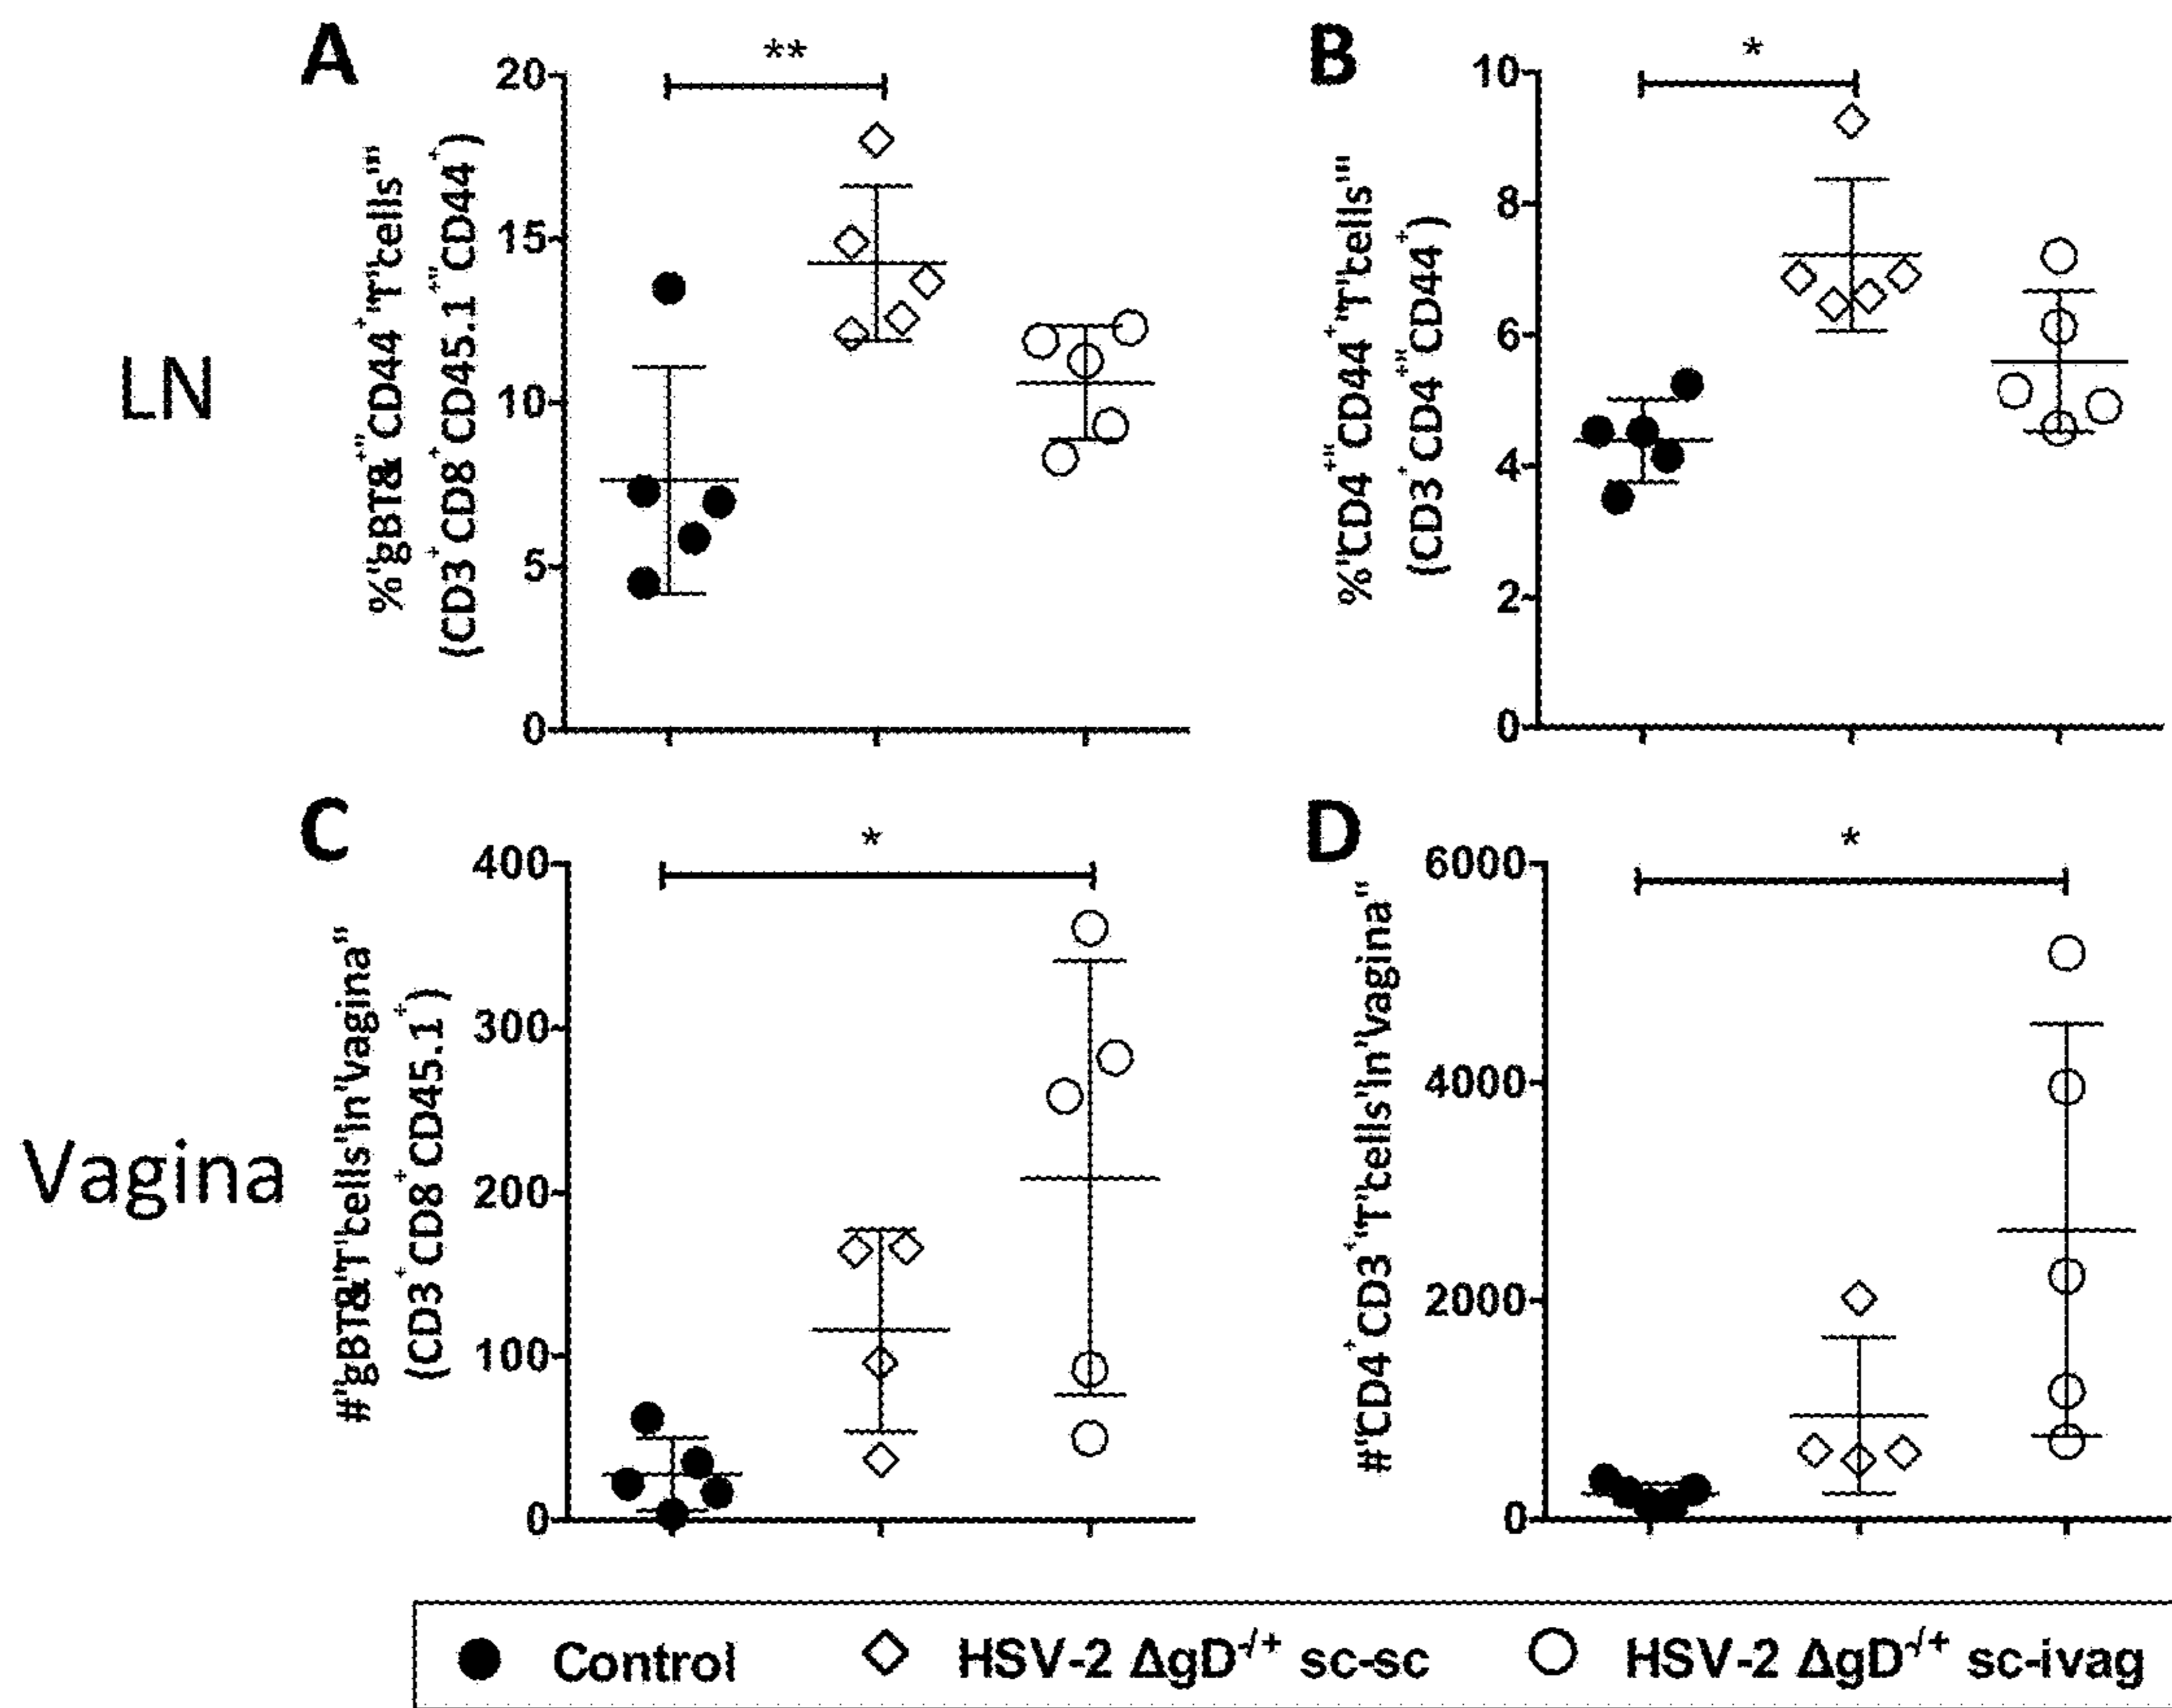 A
**
20
15
10
5
0
%"gBT&I"+"CD44+"T"cells""
(CD3+CD8+CD45.1+"CD44+)
LN
B
*
10
8
6
4
2
0
%"CD4+"CD44+"T"cells""
(CD3+CD4+"CD44+)
C
*
400
300
200
100
0
#"gBT&I"T"cells"in"vagina"
(CD3+CD8+CD45.1+)
Vagina
D
*
6000
4000
2000
0
#"CD4+CD3+"T"cells"in"vagina"
Control
HSV-2 ΔgD-/+ sc-sc
HSV-2 ΔgD-/+ sc-ivag